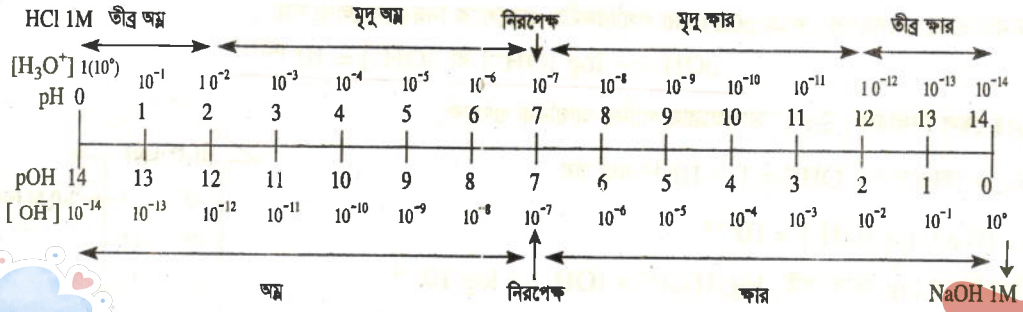 HCl 1M তীব্র অম্ল মৃদু অম্ল নিরপেক্ষ মৃদু ক্ষার তীব্র ক্ষার
[H₃O⁺] 1(10⁰) 10⁻¹ 10⁻² 10⁻³ 10⁻⁴ 10⁻⁵ 10⁻⁶ 10⁻⁷ 10⁻⁸ 10⁻⁹ 10⁻¹⁰ 10⁻¹¹ 10⁻¹² 10⁻¹³ 10⁻¹⁴
pH 0 1 2 3 4 5 6 7 8 9 10 11 12 13 14
pOH 14 13 12 11 10 9 8 7 6 5 4 3 2 1 0
[ŌH] 10⁻¹⁴ 10⁻¹³ 10⁻¹² 10⁻¹¹ 10⁻¹⁰ 10⁻⁹ 10⁻⁸ 10⁻⁷ 10⁻⁶ 10⁻⁵ 10⁻⁴ 10⁻³ 10⁻² 10⁻¹ 10⁰
অম্ল নিরপেক্ষ ক্ষার NaOH 1M